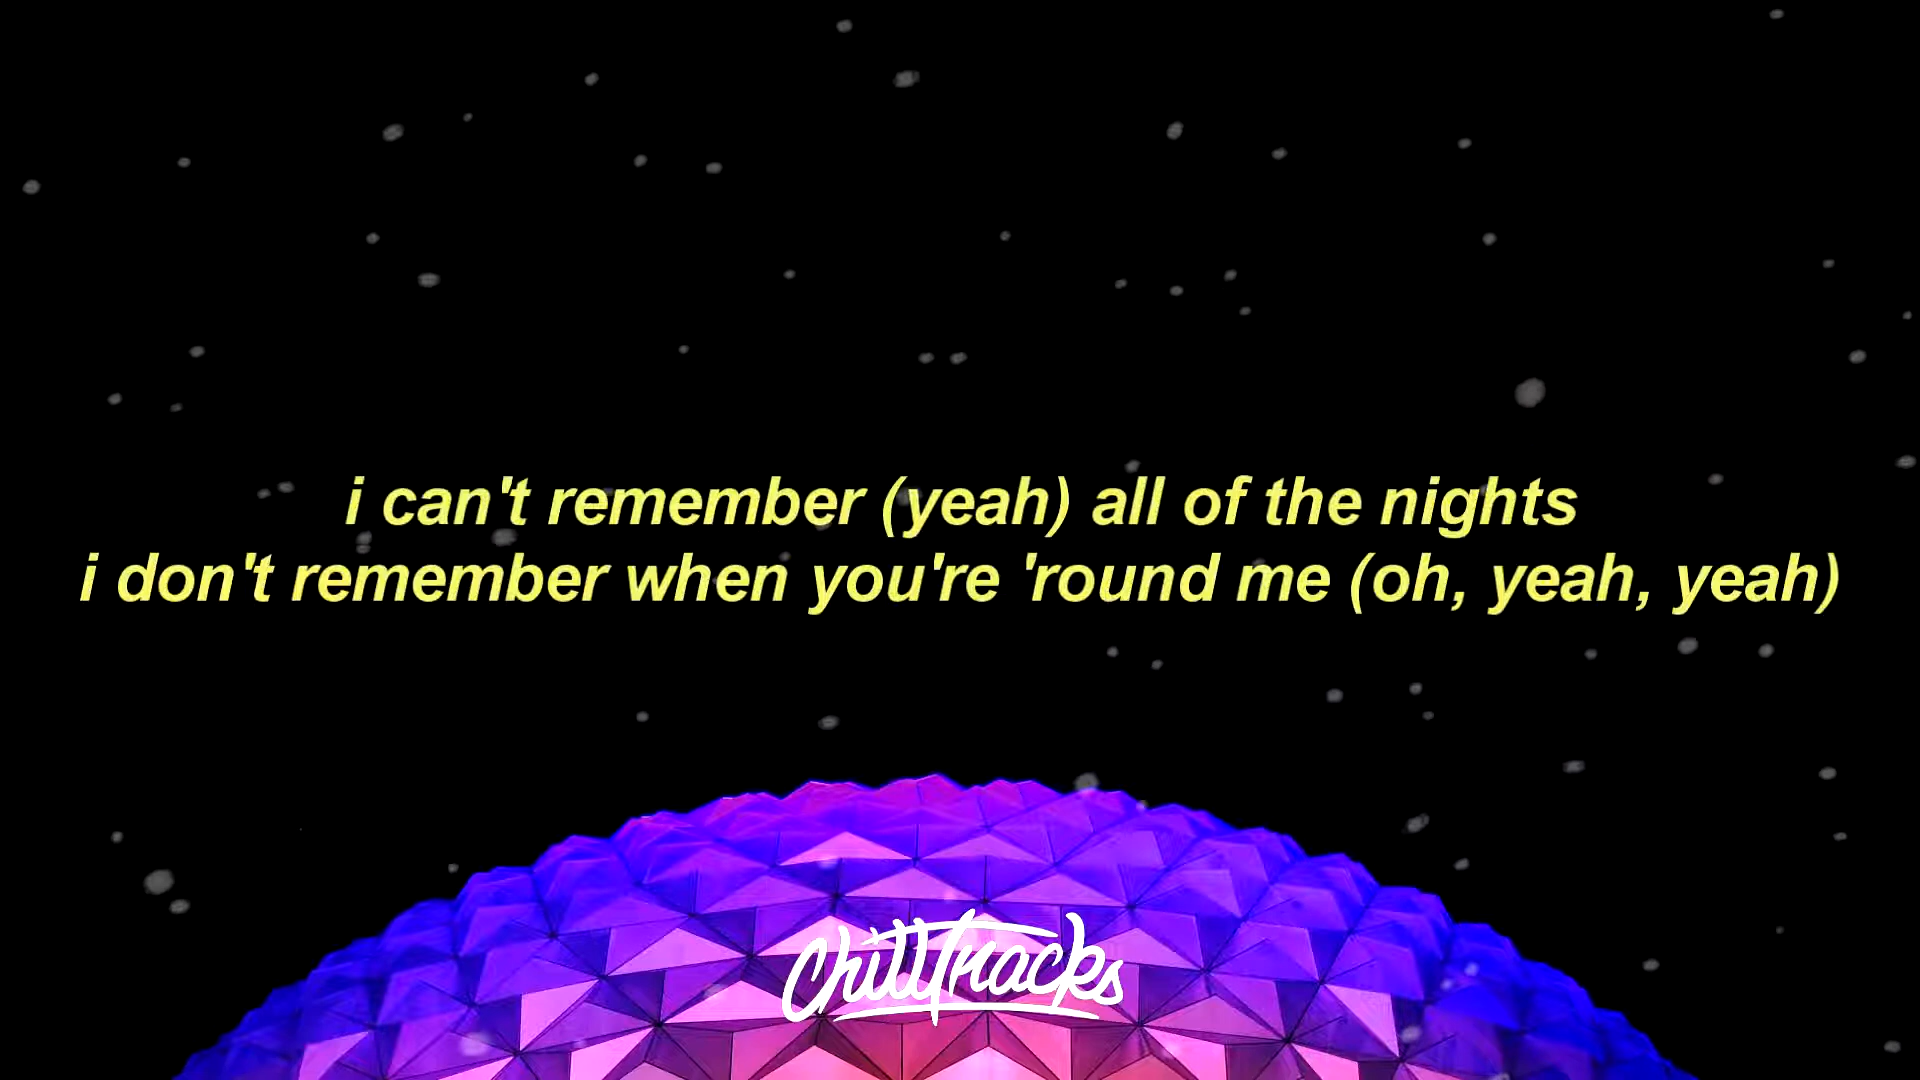 i can't remember (yeah) all of the nights
i don't remember when you're 'round me (oh, yeah, yeah)
ChillTracks